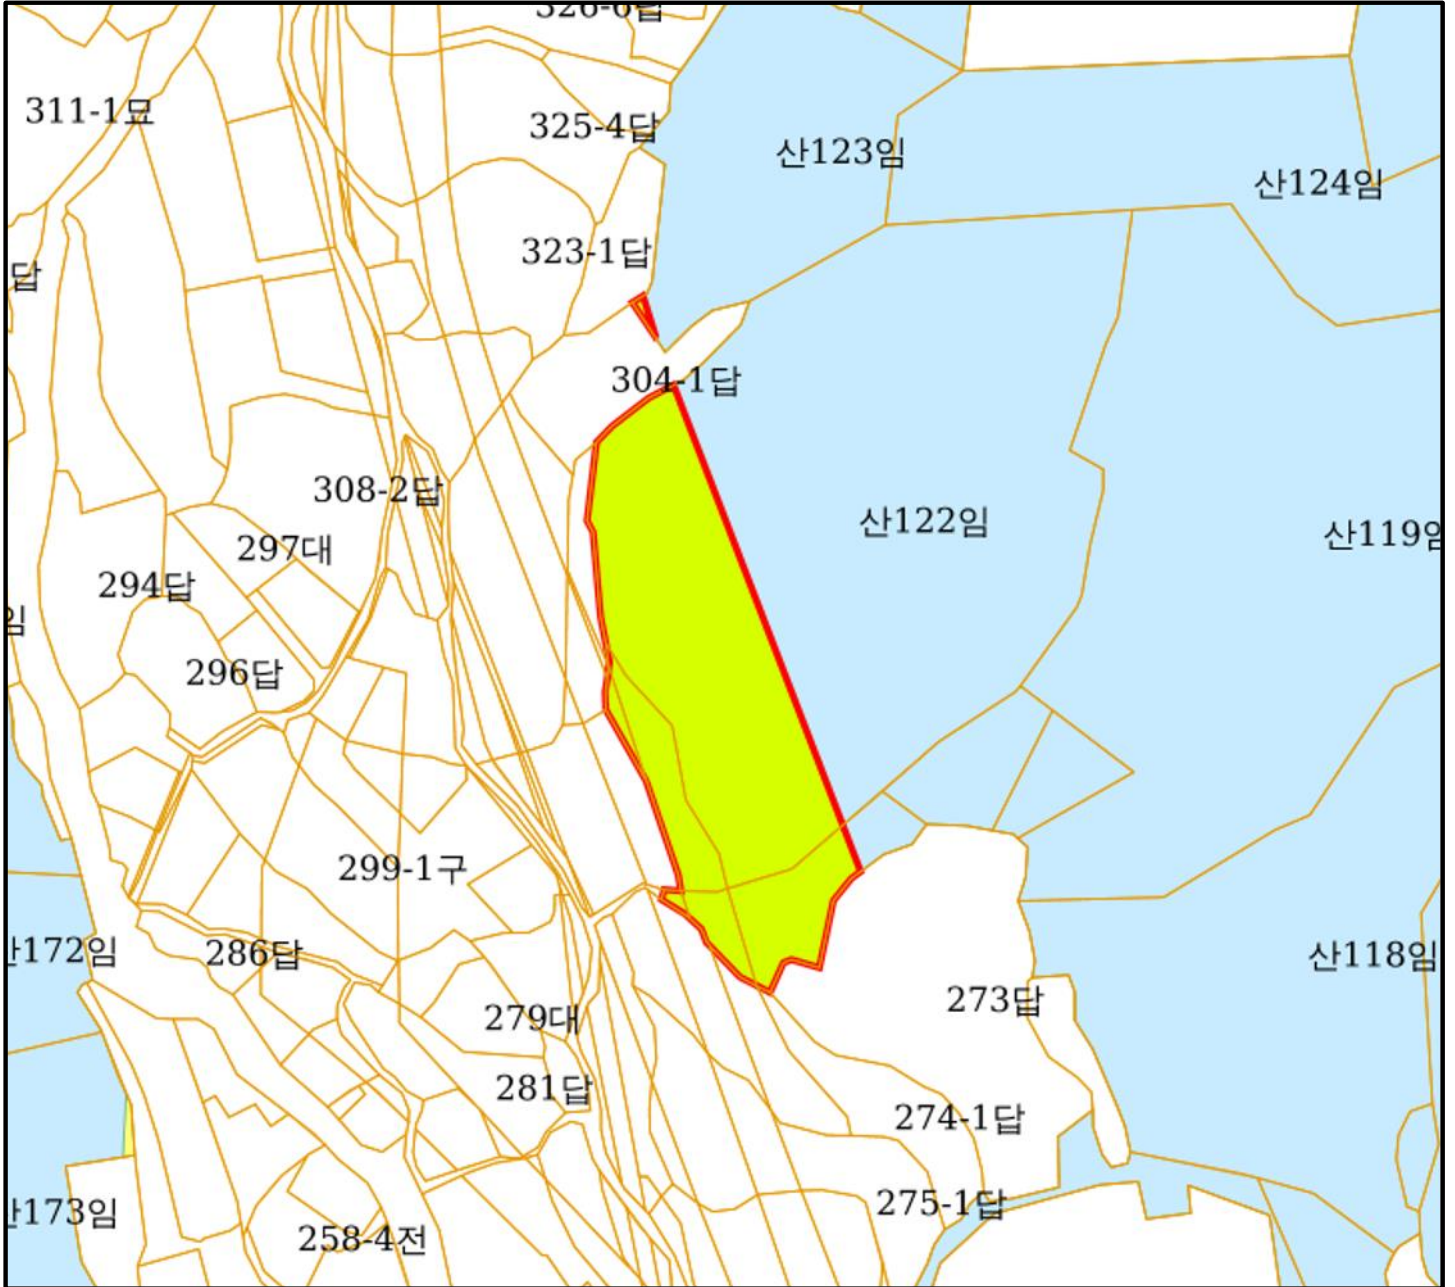 311-1묘
325-4답
산123임
산124임
323-1답
답
304-1답
308-2답
산122임
산119임
297대
294답
임
296답
299-1구
286답
산172임
산118임
279대
273답
281답
274-1답
275-1답
산173임
258-4전